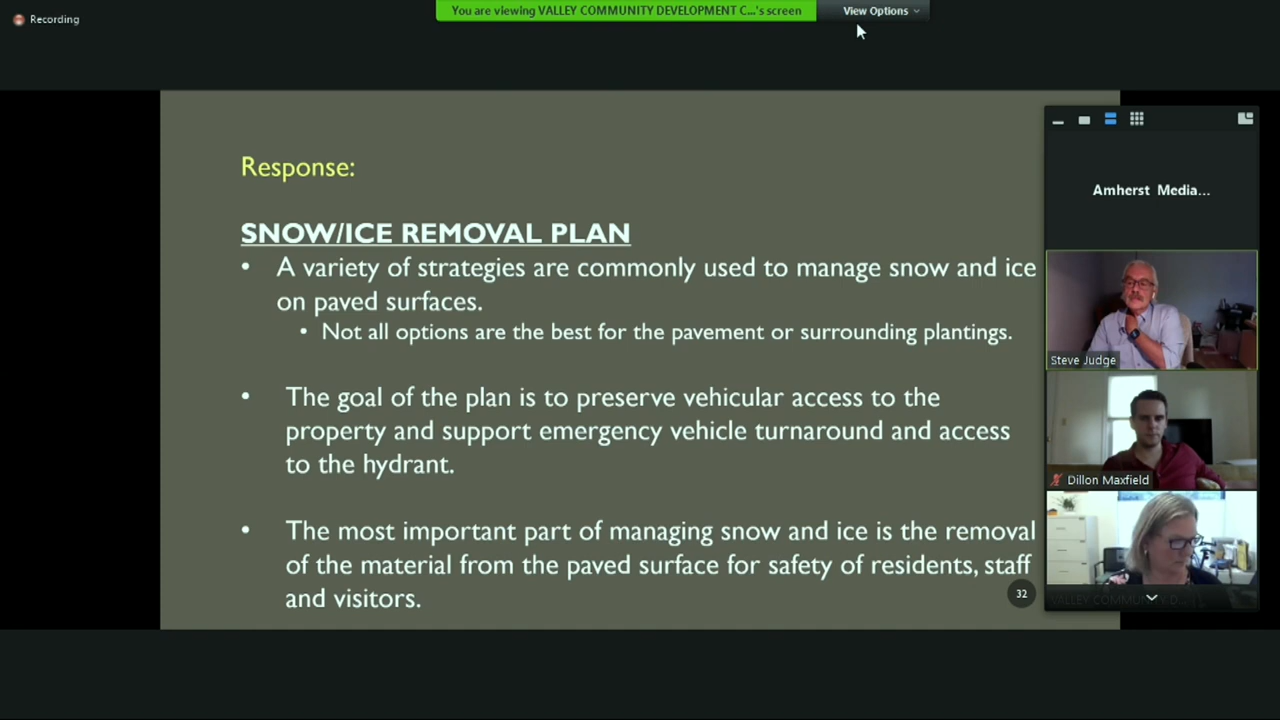 Recording
You are viewing VALLEY COMMUNITY DEVELOPMENT C...'s screen
View Options
Response:
SNOW/ICE REMOVAL PLAN
• A variety of strategies are commonly used to manage snow and ice
on paved surfaces.
• Not all options are the best for the pavement or surrounding plantings.
• The goal of the plan is to preserve vehicular access to the
property and support emergency vehicle turnaround and access
to the hydrant.
• The most important part of managing snow and ice is the removal
of the material from the paved surface for safety of residents, staff
and visitors.
32
Amherst Media...
Steve Judge
Dillon Maxfield
VALLEY COMMUNITY D...